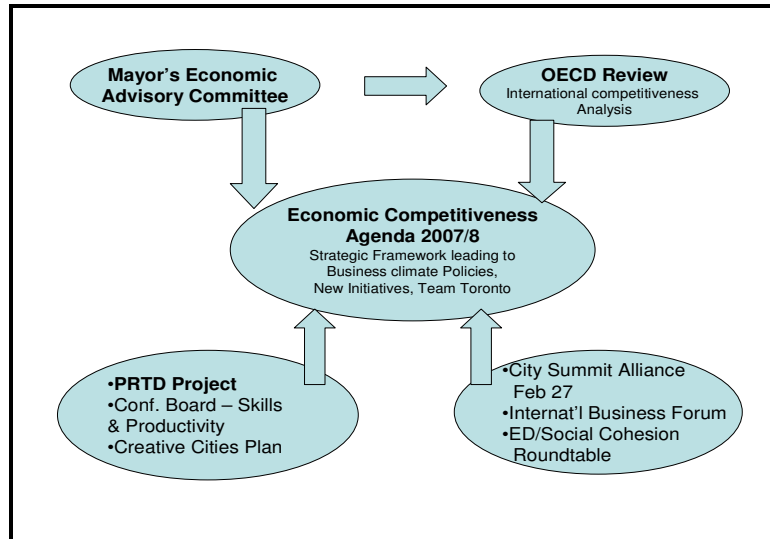 Mayor's Economic
Advisory Committee
OECD Review
International competitiveness
Analysis
Economic Competitiveness
Agenda 2007/8
Strategic Framework leading to
Business climate Policies,
New Initiatives, Team Toronto
•PRTD Project
•Conf. Board – Skills
& Productivity
•Creative Cities Plan
•City Summit Alliance
Feb 27
•Internat'l Business Forum
•ED/Social Cohesion
Roundtable